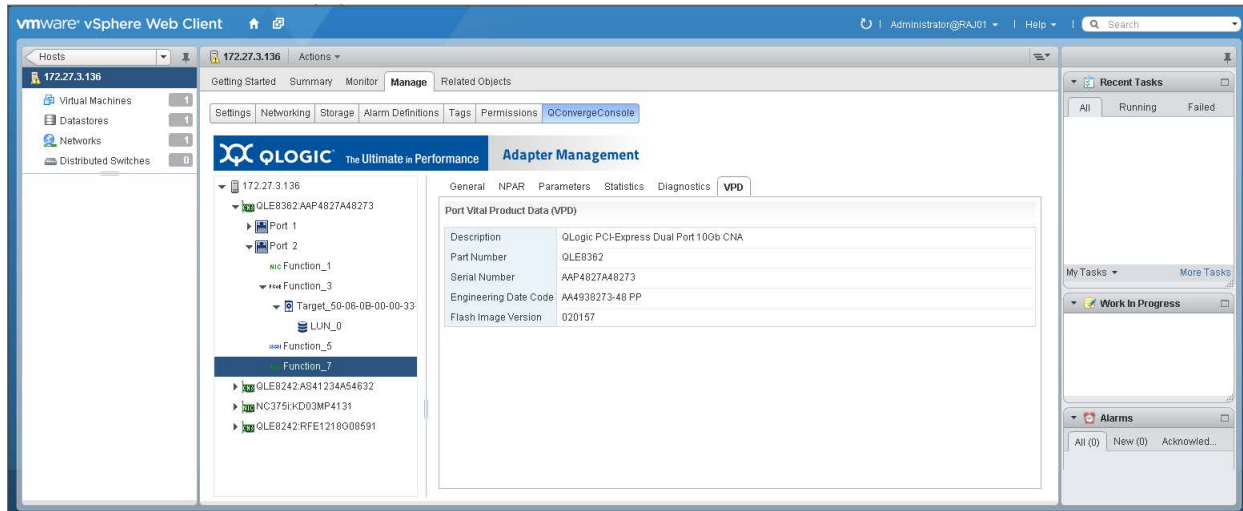 vmware® vSphere Web Client
Administrator@RAJ01 | Help | Search
Hosts
172.27.3.136
Virtual Machines 1
Datastores 1
Networks 1
Distributed Switches 0
172.27.3.136 Actions
Getting Started Summary Monitor Manage Related Objects
Settings Networking Storage Alarm Definitions Tags Permissions QConvergeConsole
QLOGIC The Ultimate in Performance Adapter Management
172.27.3.136
QLE8362:AAP4827A48273
Port 1
Port 2
NIC Function_1
FCoE Function_3
Target_50-06-0B-00-00-33-
LUN_0
iSCSI Function_5
Function_7
QLE8242:AS41234A54632
NC375i:KD03MP4131
QLE8242:RFE1218G08591
General NPAR Parameters Statistics Diagnostics VPD
Port Vital Product Data (VPD)
Description QLogic PCI-Express Dual Port 10Gb CNA
Part Number QLE8362
Serial Number AAP4827A48273
Engineering Date Code AA4938273-48 PP
Flash Image Version 020157
Recent Tasks
All Running Failed
My Tasks More Tasks
Work In Progress
Alarms
All (0) New (0) Acknowled...